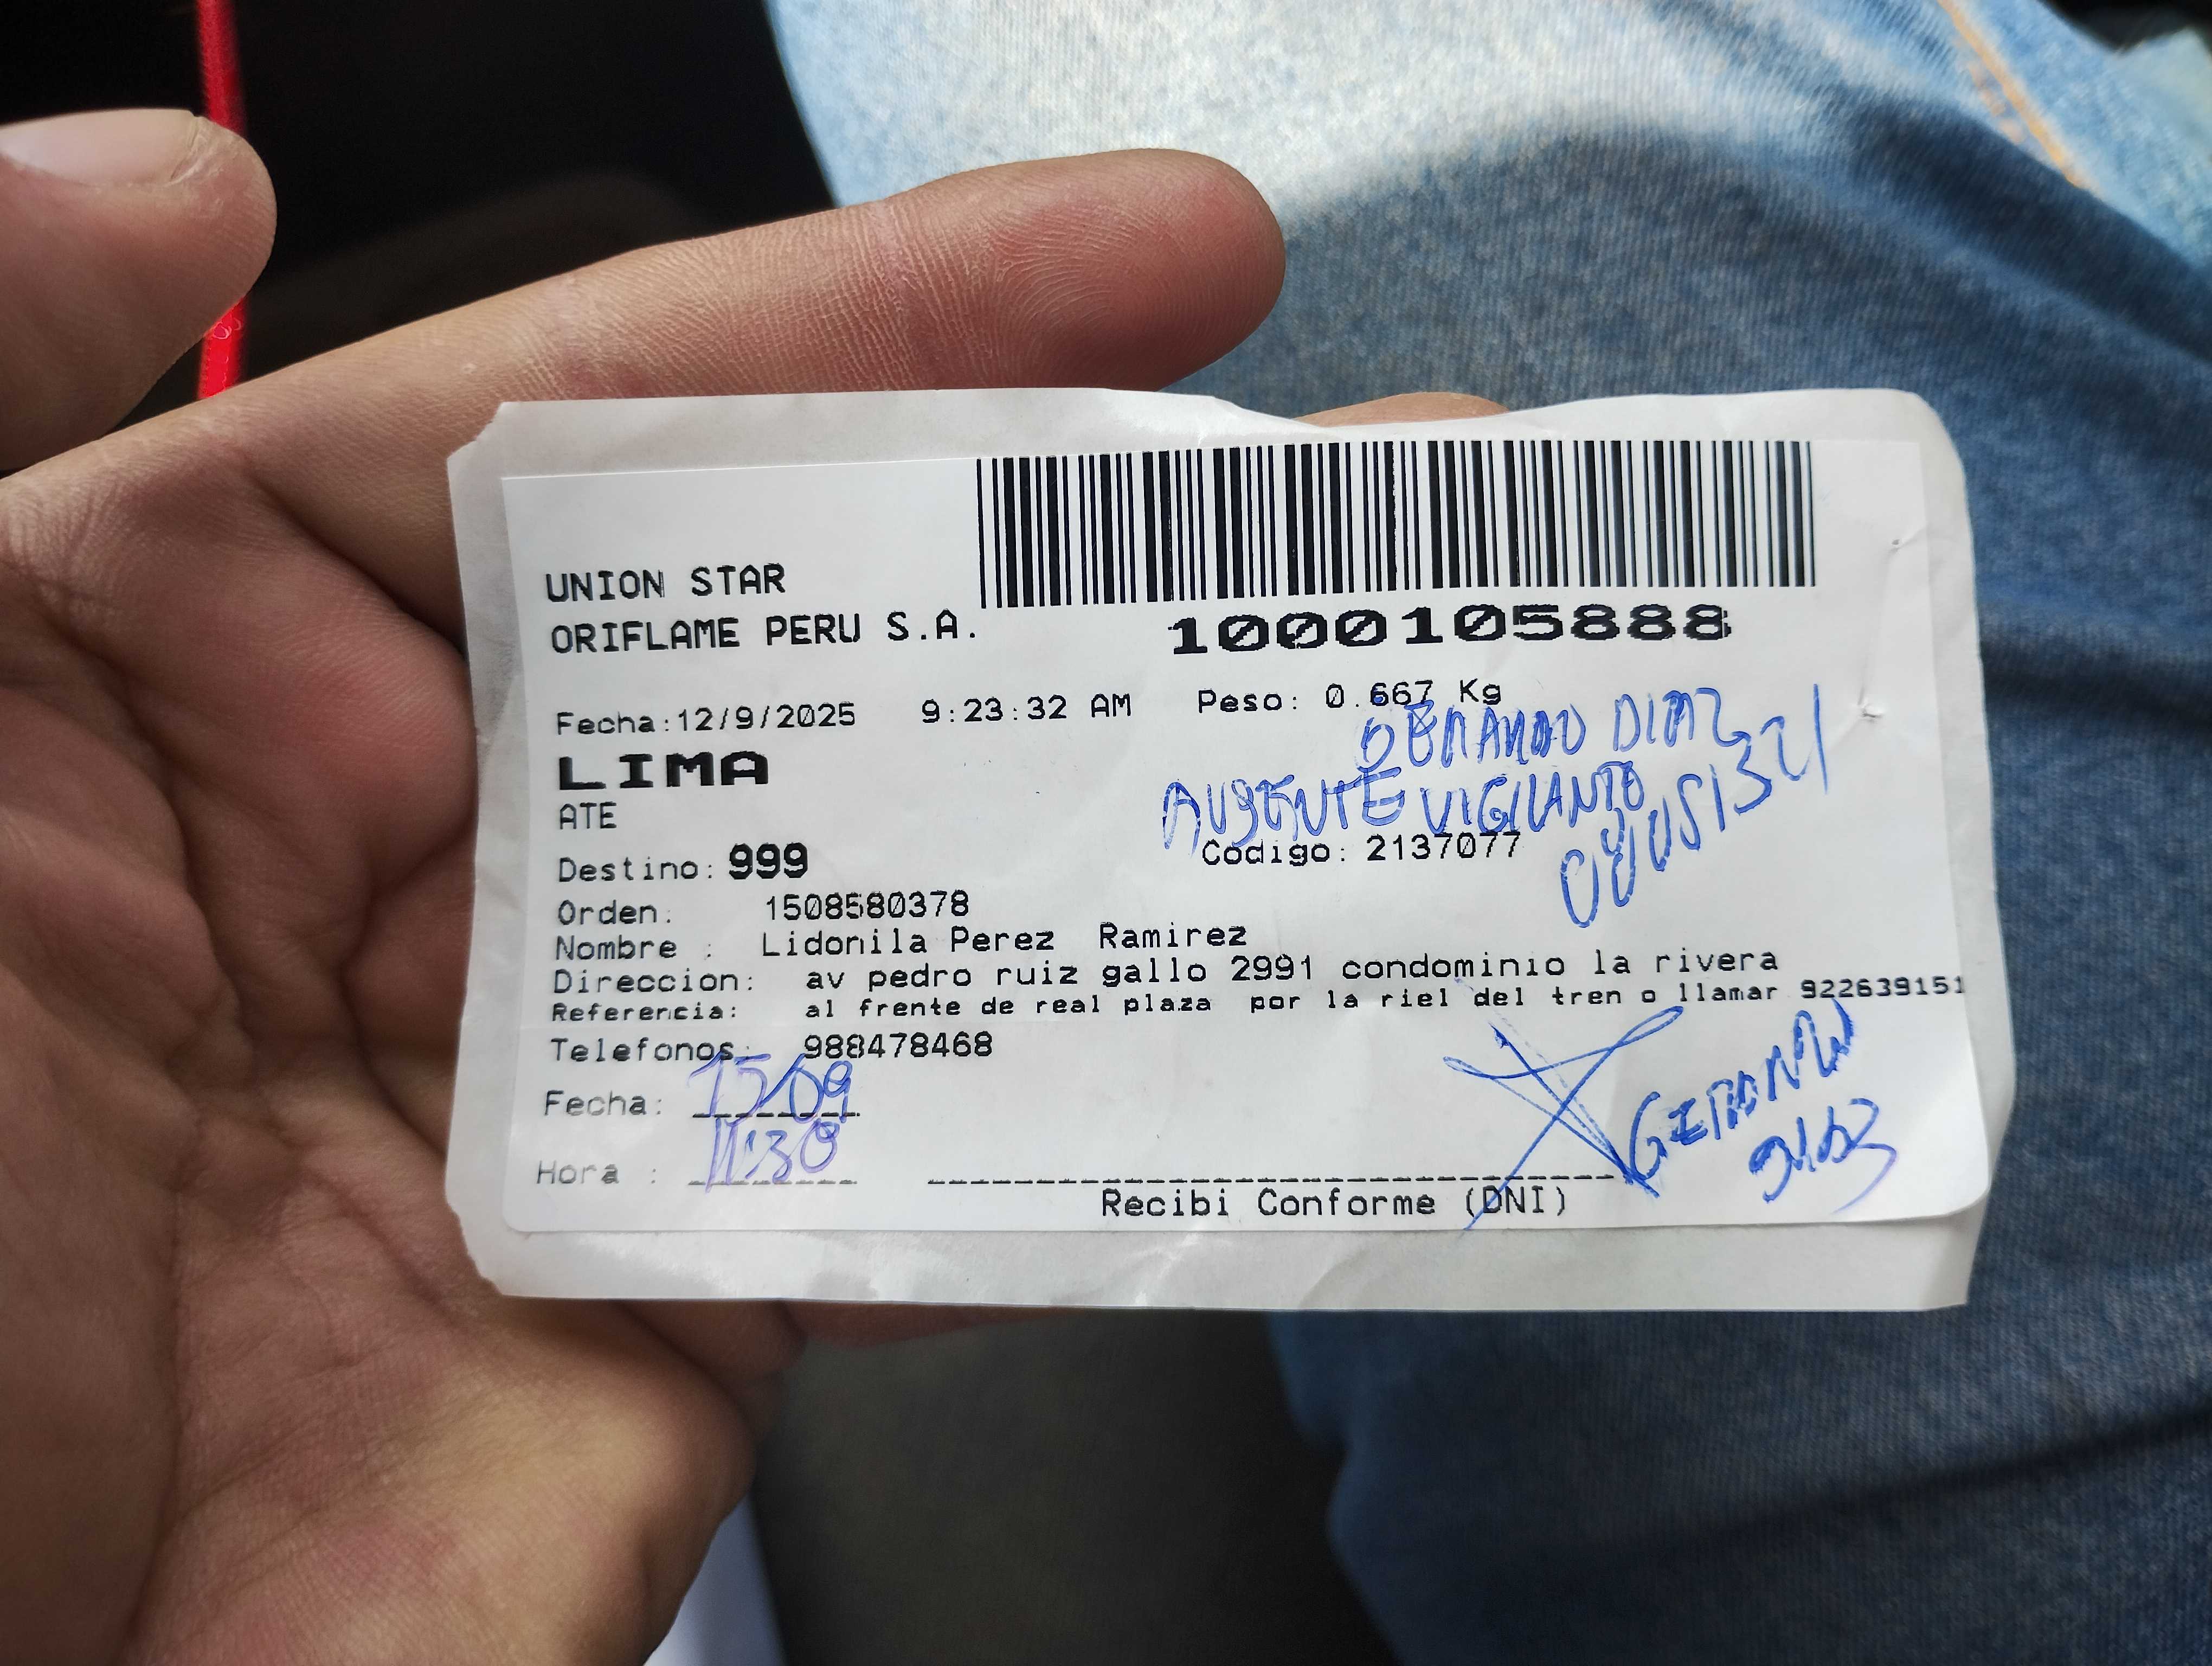 UNION STAR
ORIFLAME PERU S.A.
1000105888
Fecha:12/9/2025 9:23:32 AM Peso: 0.667 Kg
LIMA
DIAZ
ATE
VIGILANTE
Destino: 999 Codigo: 2137077
Orden: 1508580378
Nombre : Lidonila Perez Ramirez
Direccion: av pedro ruiz gallo 2991 condominio la rivera
Referencia: al frente de real plaza por la riel del tren o llamar 922639151
Telefonos: 988478468
Fecha: 15/09
Hora : 11:30
Recibi Conforme (DNI)